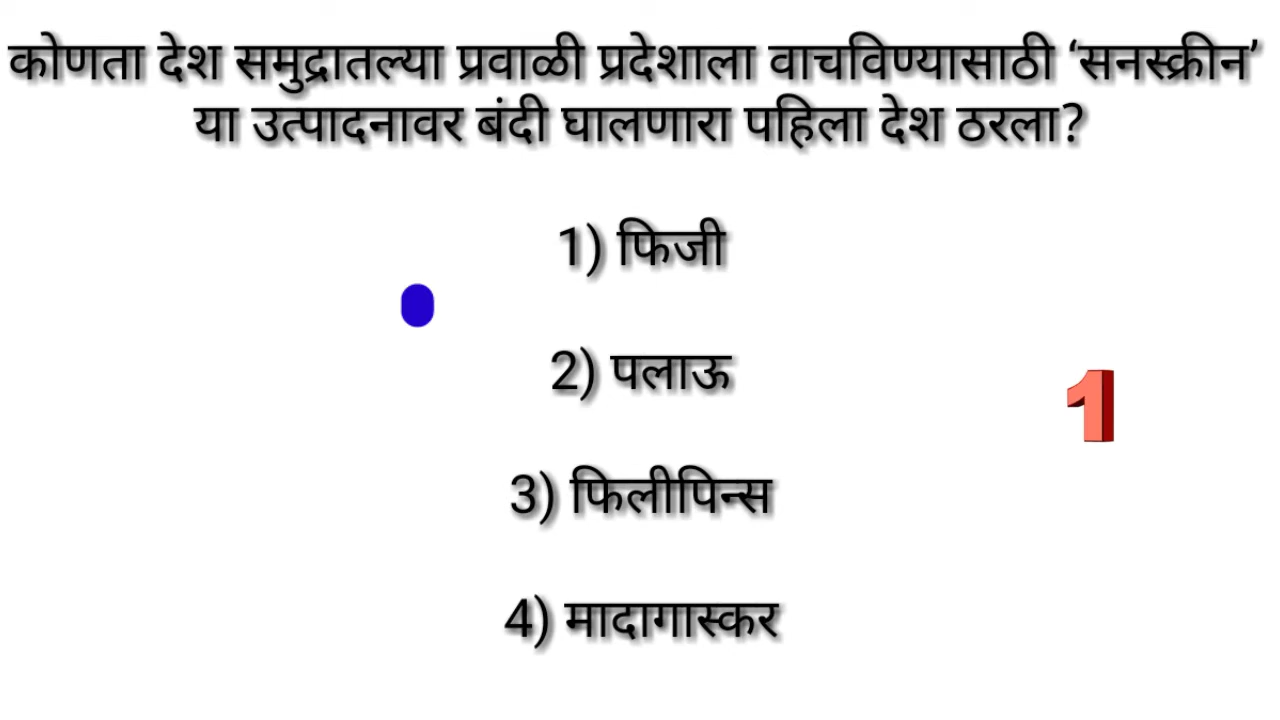 कोणता देश समुद्रातल्या प्रवाळी प्रदेशाला वाचविण्यासाठी ‘सनस्क्रीन’
या उत्पादनावर बंदी घालणारा पहिला देश ठरला?
1) फिजी
2) पलाऊ
1
3) फिलीपिन्स
4) मादागास्कर